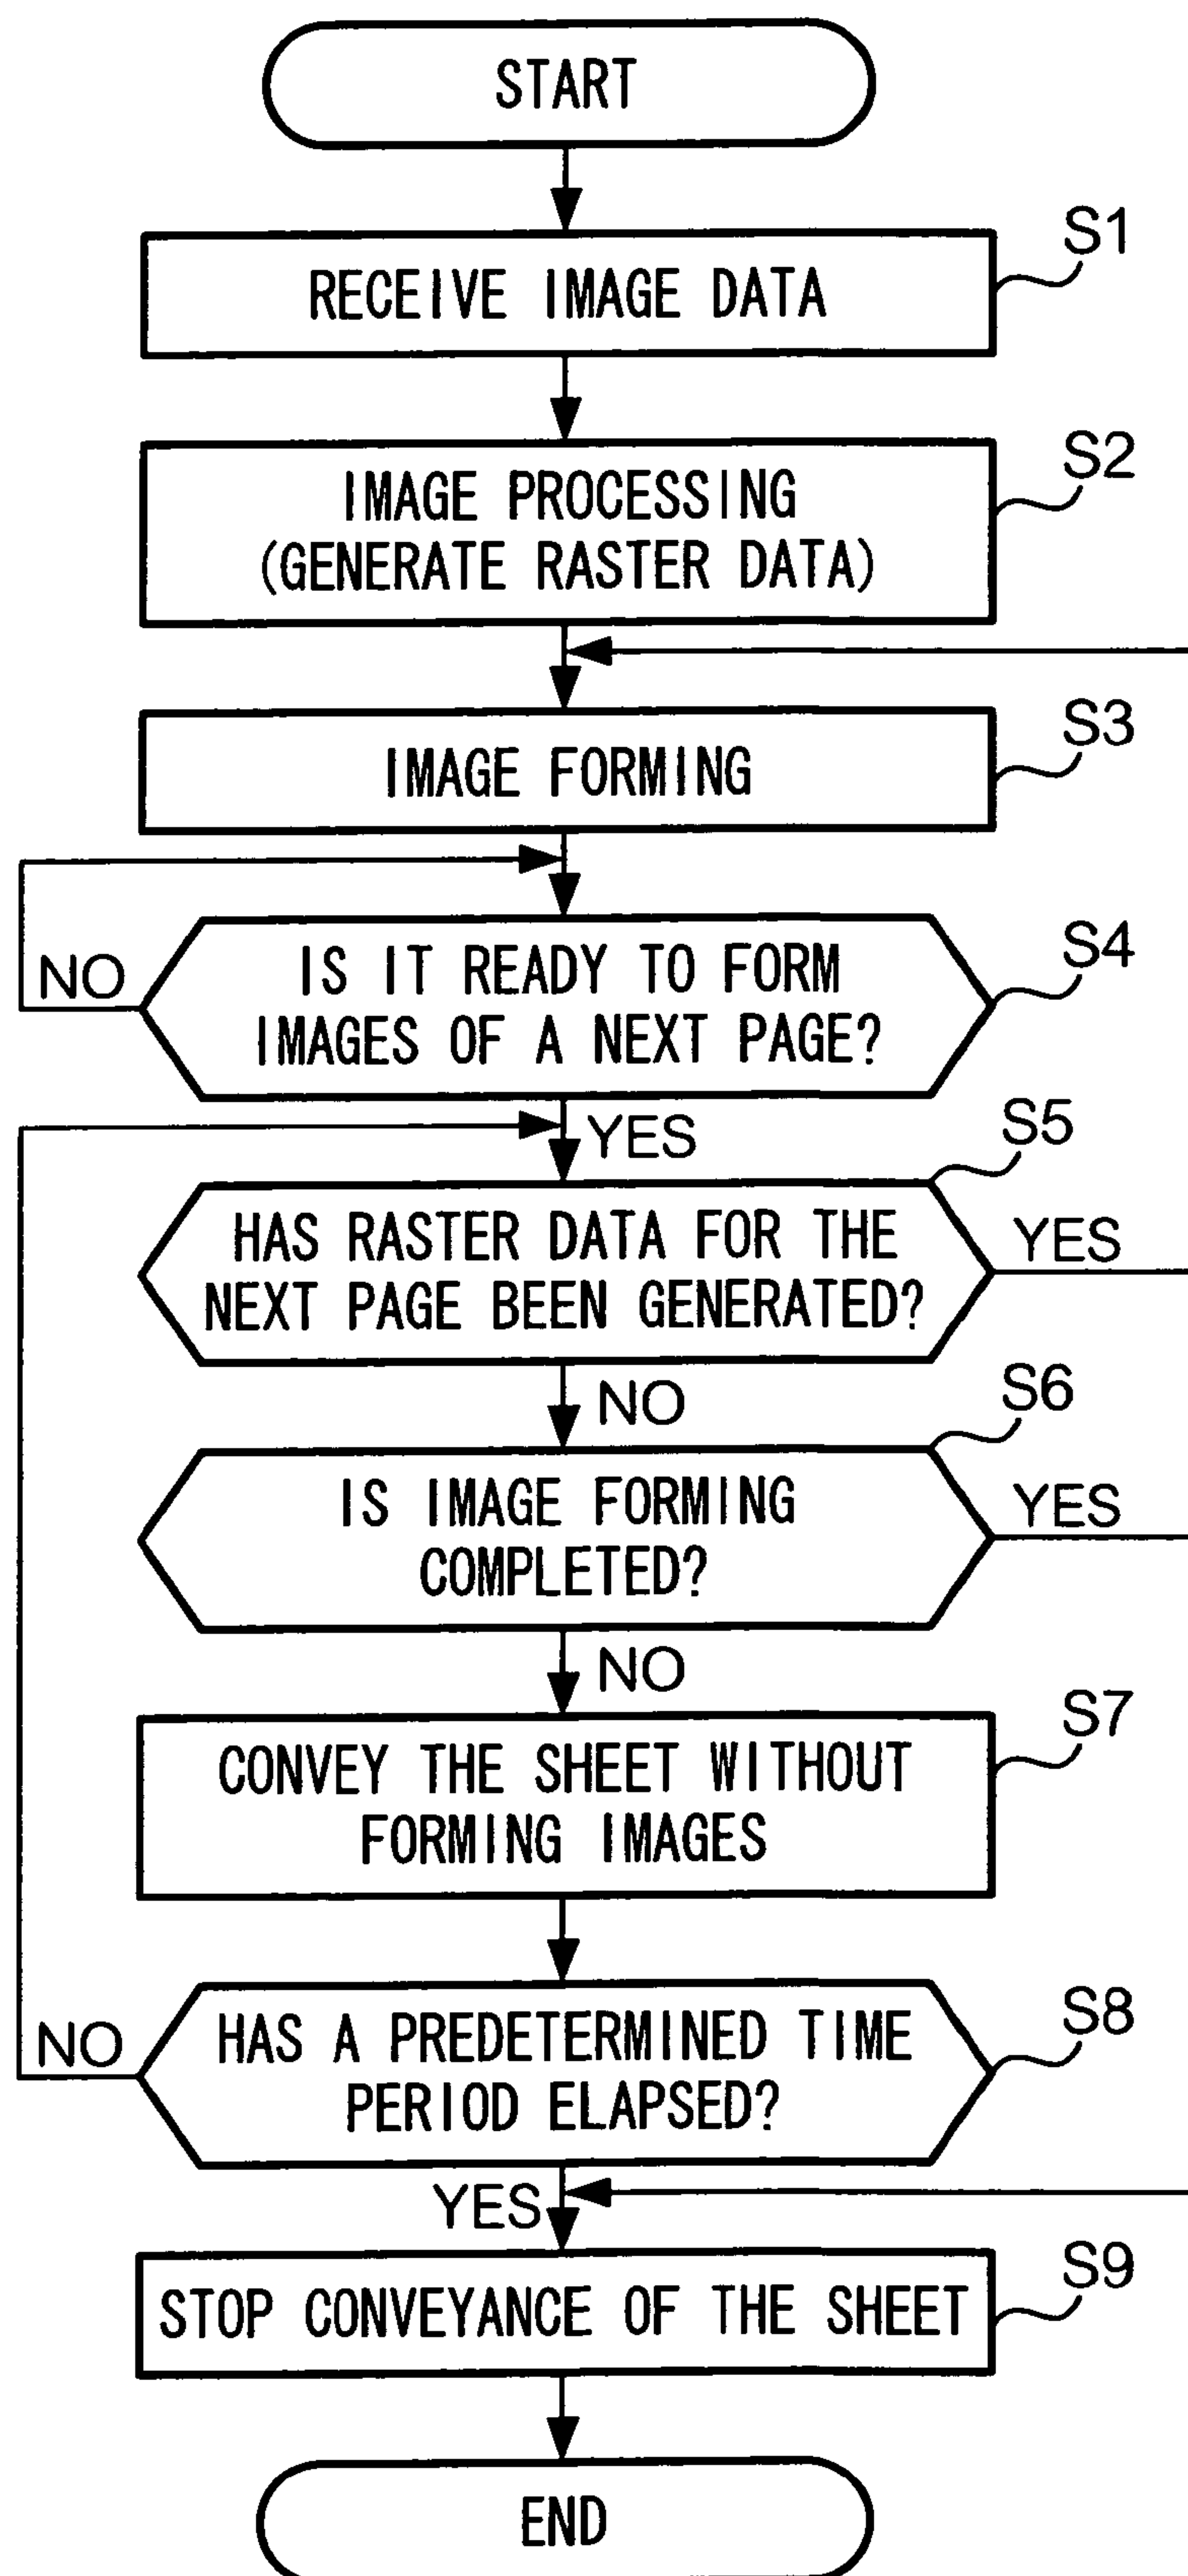 START
S1
RECEIVE IMAGE DATA
S2
IMAGE PROCESSING
(GENERATE RASTER DATA)
S3
IMAGE FORMING
S4
IS IT READY TO FORM
IMAGES OF A NEXT PAGE?
NO
YES
S5
HAS RASTER DATA FOR THE
NEXT PAGE BEEN GENERATED?
YES
NO
S6
IS IMAGE FORMING
COMPLETED?
YES
NO
S7
CONVEY THE SHEET WITHOUT
FORMING IMAGES
S8
HAS A PREDETERMINED TIME
PERIOD ELAPSED?
NO
YES
S9
STOP CONVEYANCE OF THE SHEET
END